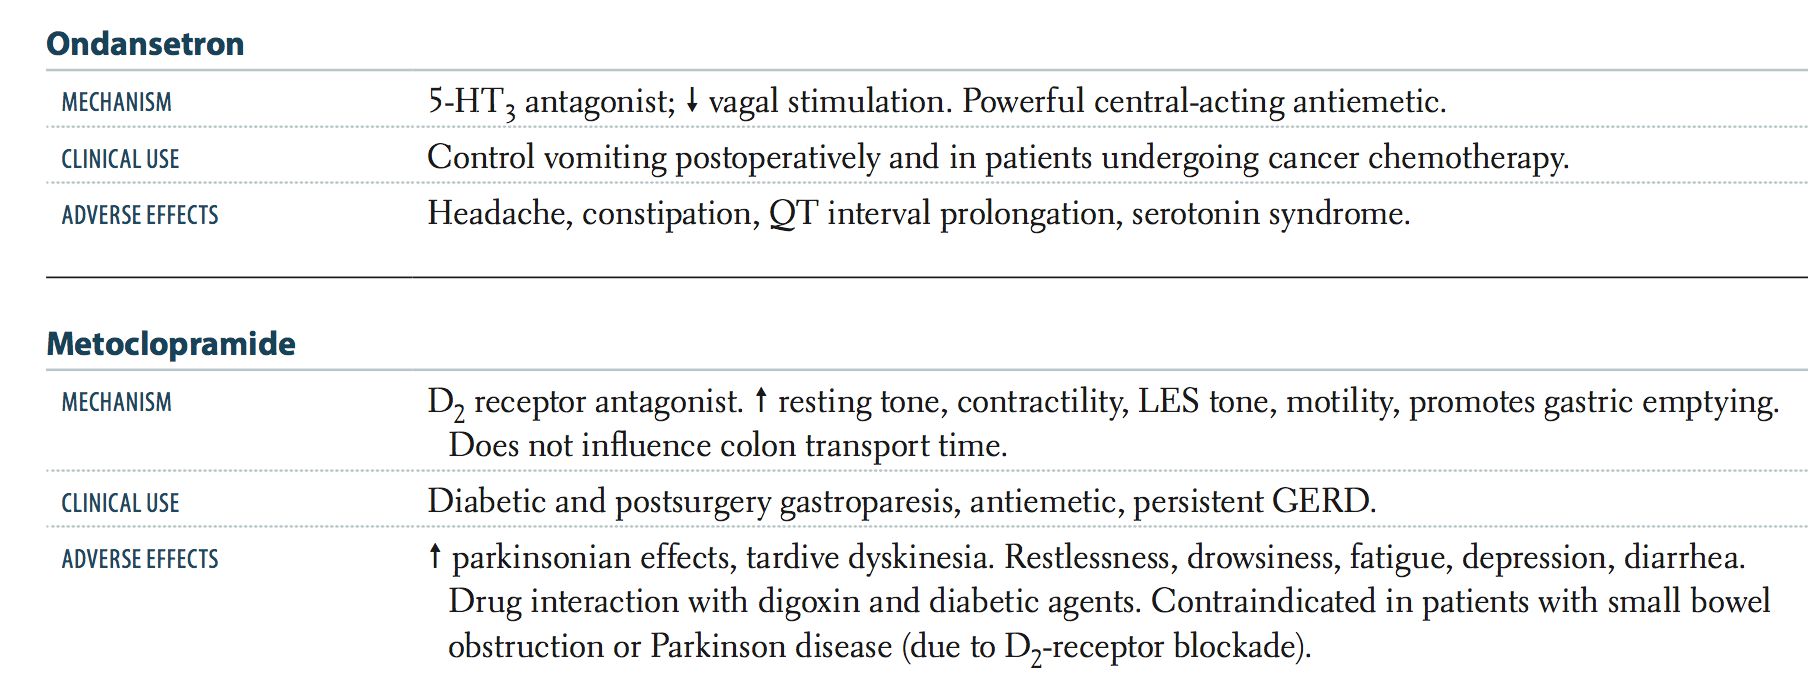 Ondansetron
MECHANISM 5-HT₃ antagonist; ↓ vagal stimulation. Powerful central-acting antiemetic.
CLINICAL USE Control vomiting postoperatively and in patients undergoing cancer chemotherapy.
ADVERSE EFFECTS Headache, constipation, QT interval prolongation, serotonin syndrome.
Metoclopramide
MECHANISM D₂ receptor antagonist. ↑ resting tone, contractility, LES tone, motility, promotes gastric emptying.
Does not influence colon transport time.
CLINICAL USE Diabetic and postsurgery gastroparesis, antiemetic, persistent GERD.
ADVERSE EFFECTS ↑ parkinsonian effects, tardive dyskinesia. Restlessness, drowsiness, fatigue, depression, diarrhea.
Drug interaction with digoxin and diabetic agents. Contraindicated in patients with small bowel
obstruction or Parkinson disease (due to D₂-receptor blockade).